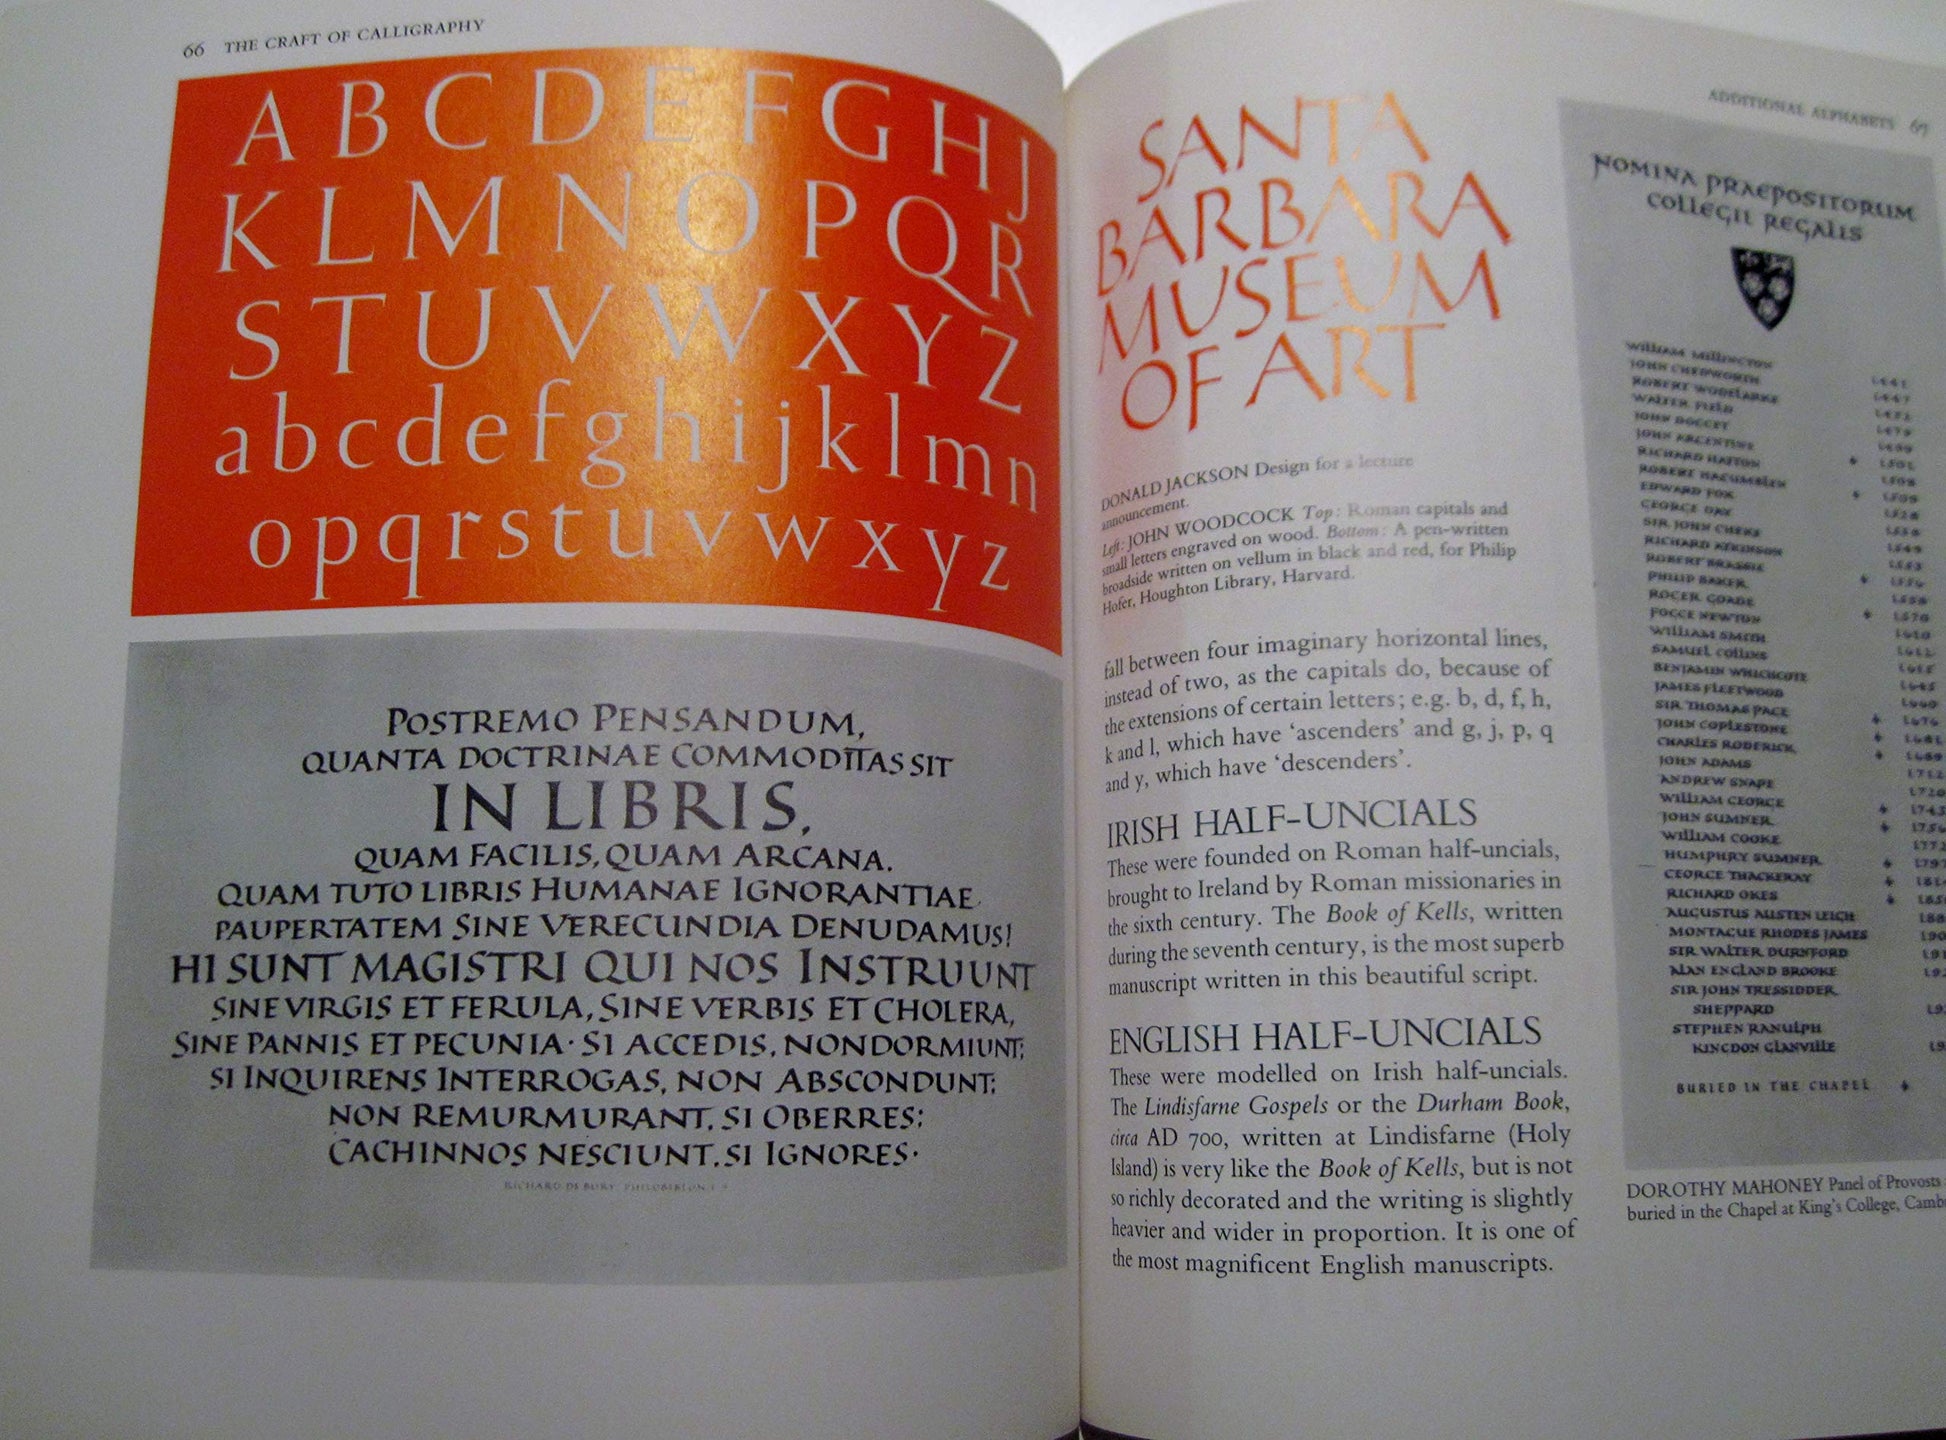 66 THE CRAFT OF CALLIGRAPHY
A B C D E F G H J
K L M N O P Q R
S T U V W X Y Z
a b c d e f g h i j k l m n
o p q r s t u v w x y z
POSTREMO PENSANDUM,
QUANTA DOCTRINAE COMMODITAS SIT
IN LIBRIS,
QUAM FACILIS, QUAM ARCANA.
QUAM TUTO LIBRIS HUMANAE IGNORANTIAE
PAUPERTATEM SINE VERECUNDIA DENUDAMUS!
HI SUNT MAGISTRI QUI NOS INSTRUUNT
SINE VIRGIS ET FERULA, SINE VERBIS ET CHOLERA,
SINE PANNIS ET PECUNIA · SI ACCEDIS, NON DORMIUNT;
SI INQUIRENS INTERROGAS, NON ABSCONDUNT;
NON REMURMURANT, SI OBERRES;
CACHINNOS NESCIUNT, SI IGNORES ·
RICHARD DE BURY PHILOBIBLON
ADDITIONAL ALPHABETS 67
SANTA
BARBARA
MUSEUM
OF ART
DONALD JACKSON Design for a lecture
announcement.
Left: JOHN WOODCOCK Top: Roman capitals and
small letters engraved on wood. Bottom: A pen-written
broadside written on vellum in black and red, for Philip
Hofer, Houghton Library, Harvard.
fall between four imaginary horizontal lines,
instead of two, as the capitals do, because of
the extensions of certain letters; e.g. b, d, f, h,
k and l, which have ‘ascenders’ and g, j, p, q
and y, which have ‘descenders’.
IRISH HALF-UNCIALS
These were founded on Roman half-uncials,
brought to Ireland by Roman missionaries in
the sixth century. The Book of Kells, written
during the seventh century, is the most superb
manuscript written in this beautiful script.
ENGLISH HALF-UNCIALS
These were modelled on Irish half-uncials.
The Lindisfarne Gospels or the Durham Book,
circa AD 700, written at Lindisfarne (Holy
Island) is very like the Book of Kells, but is not
so richly decorated and the writing is slightly
heavier and wider in proportion. It is one of
the most magnificent English manuscripts.
NOMINA PRAEPOSITORUM
COLLEGII REGALIS
WILLIAM MILLINGTON
JOHN CHEDWORTH
ROBERT WODELARKE
WALTER FIELD
JOHN DOGGET
JOHN ARGENTINE
RICHARD HATTON
ROBERT HACUMBLEN
EDWARD FOX
GEORGE DAY
SIR JOHN CHEKE
RICHARD ATKINSON
ROBERT BRASSIE
PHILIP BAKER
ROGER GOADE
FOGGE NEWTON
WILLIAM SMITH
SAMUEL COLLINS
BENJAMIN WHICHCOTE
JAMES FLEETWOOD
SIR THOMAS PAGE
JOHN COPLESTONE
CHARLES RODERICK
JOHN ADAMS 1712
ANDREW SNAPE 1720
WILLIAM GEORGE 1743
JOHN SUMNER 1756
WILLIAM COOKE 1772
HUMPHRY SUMNER 1797
GEORGE THACKERAY
RICHARD OKES
AUGUSTUS AUSTEN LEIGH
MONTAGUE RHODES JAMES
SIR WALTER DURNFORD
ALAN ENGLAND BROOKE
SIR JOHN TRESSIDDER
SHEPPARD
STEPHEN RANULPH
KINGDON GLANVILLE
BURIED IN THE CHAPEL
DOROTHY MAHONEY Panel of Provosts
buried in the Chapel at King's College, Camb